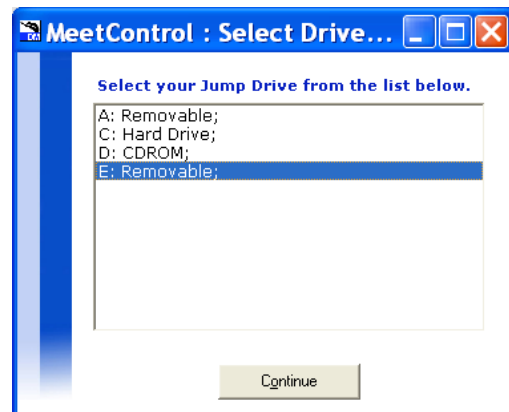 MeetControl : Select Drive...
Select your Jump Drive from the list below.
A: Removable;
C: Hard Drive;
D: CDROM;
E: Removable;
Continue